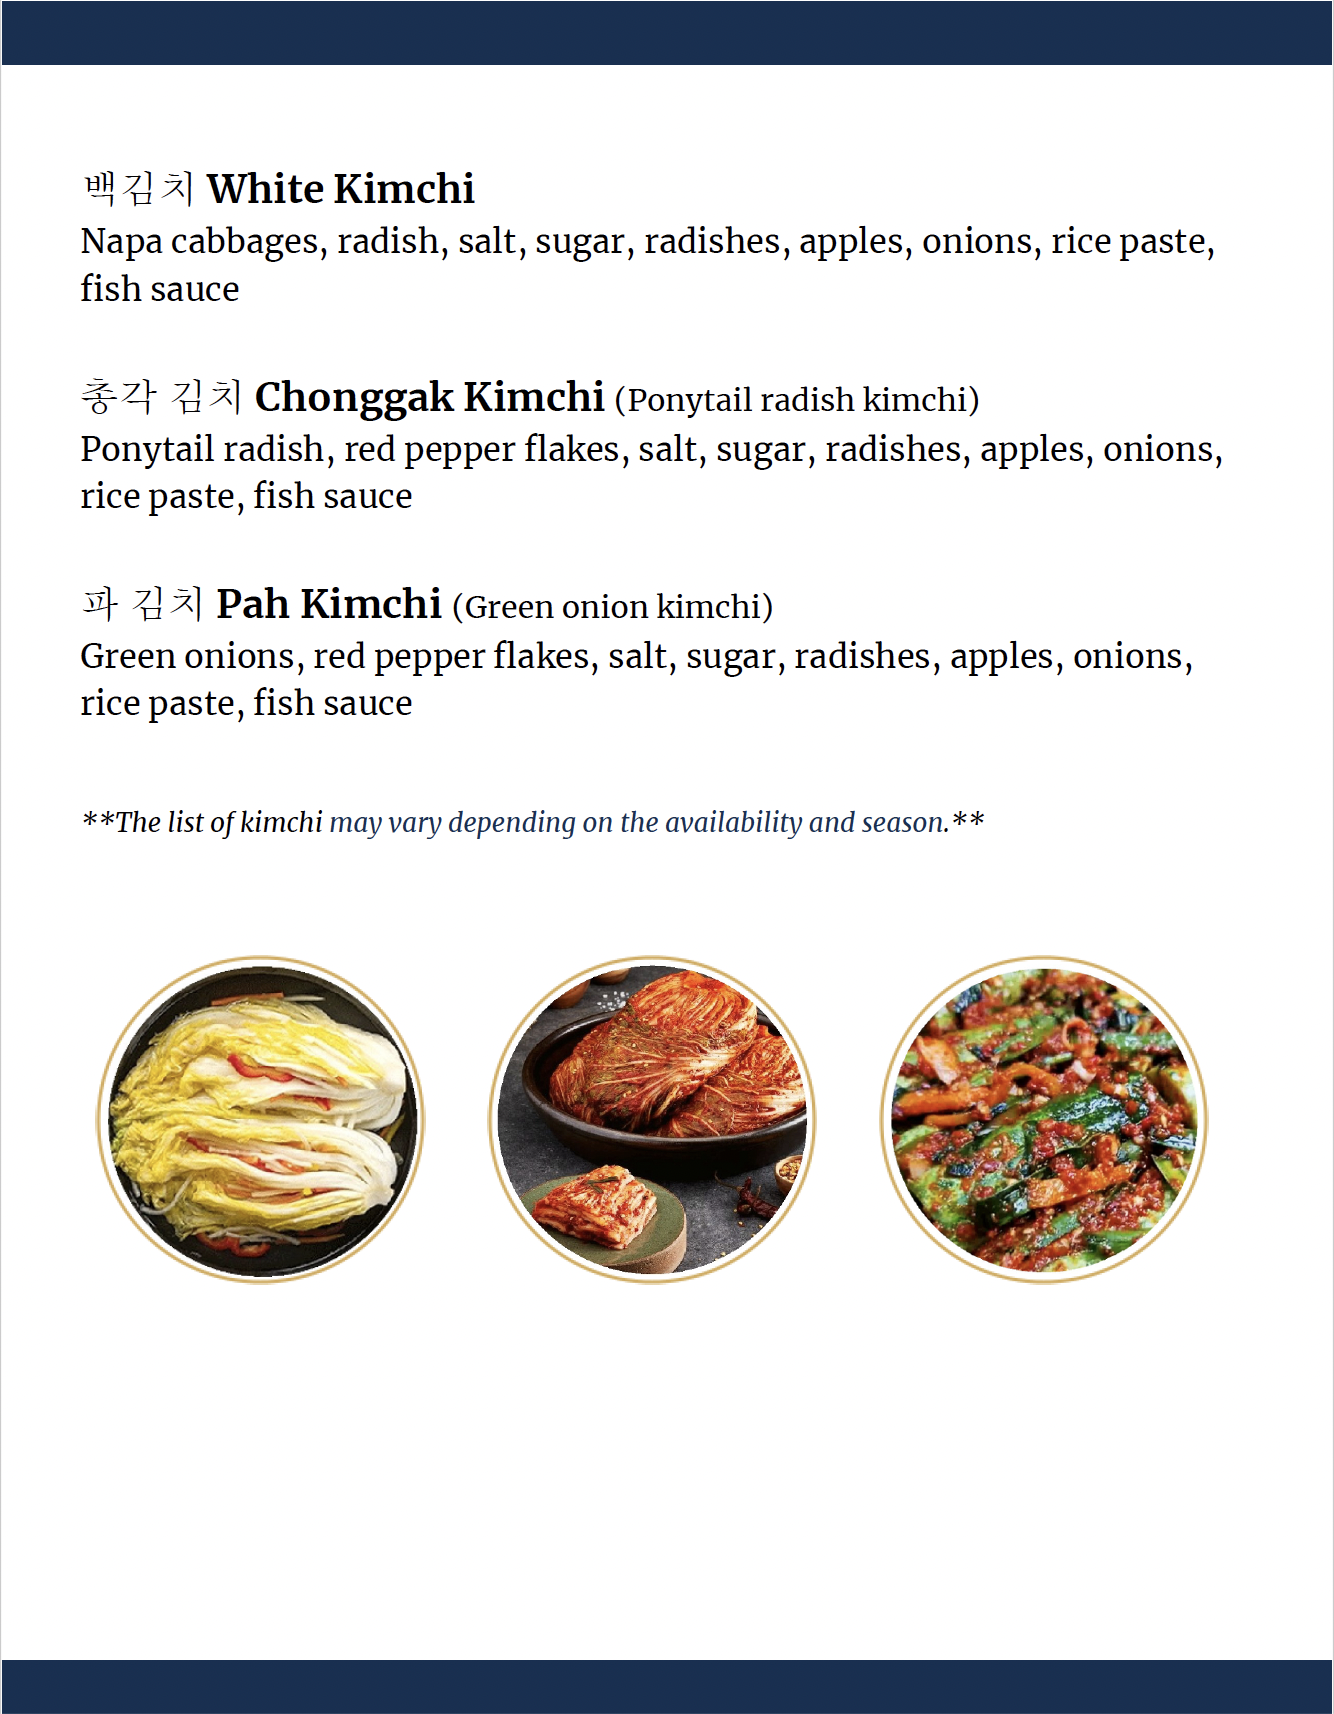 백김치 White Kimchi
Napa cabbages, radish, salt, sugar, radishes, apples, onions, rice paste,
fish sauce
총각 김치 Chonggak Kimchi (Ponytail radish kimchi)
Ponytail radish, red pepper flakes, salt, sugar, radishes, apples, onions,
rice paste, fish sauce
파 김치 Pah Kimchi (Green onion kimchi)
Green onions, red pepper flakes, salt, sugar, radishes, apples, onions,
rice paste, fish sauce
**The list of kimchi may vary depending on the availability and season.**